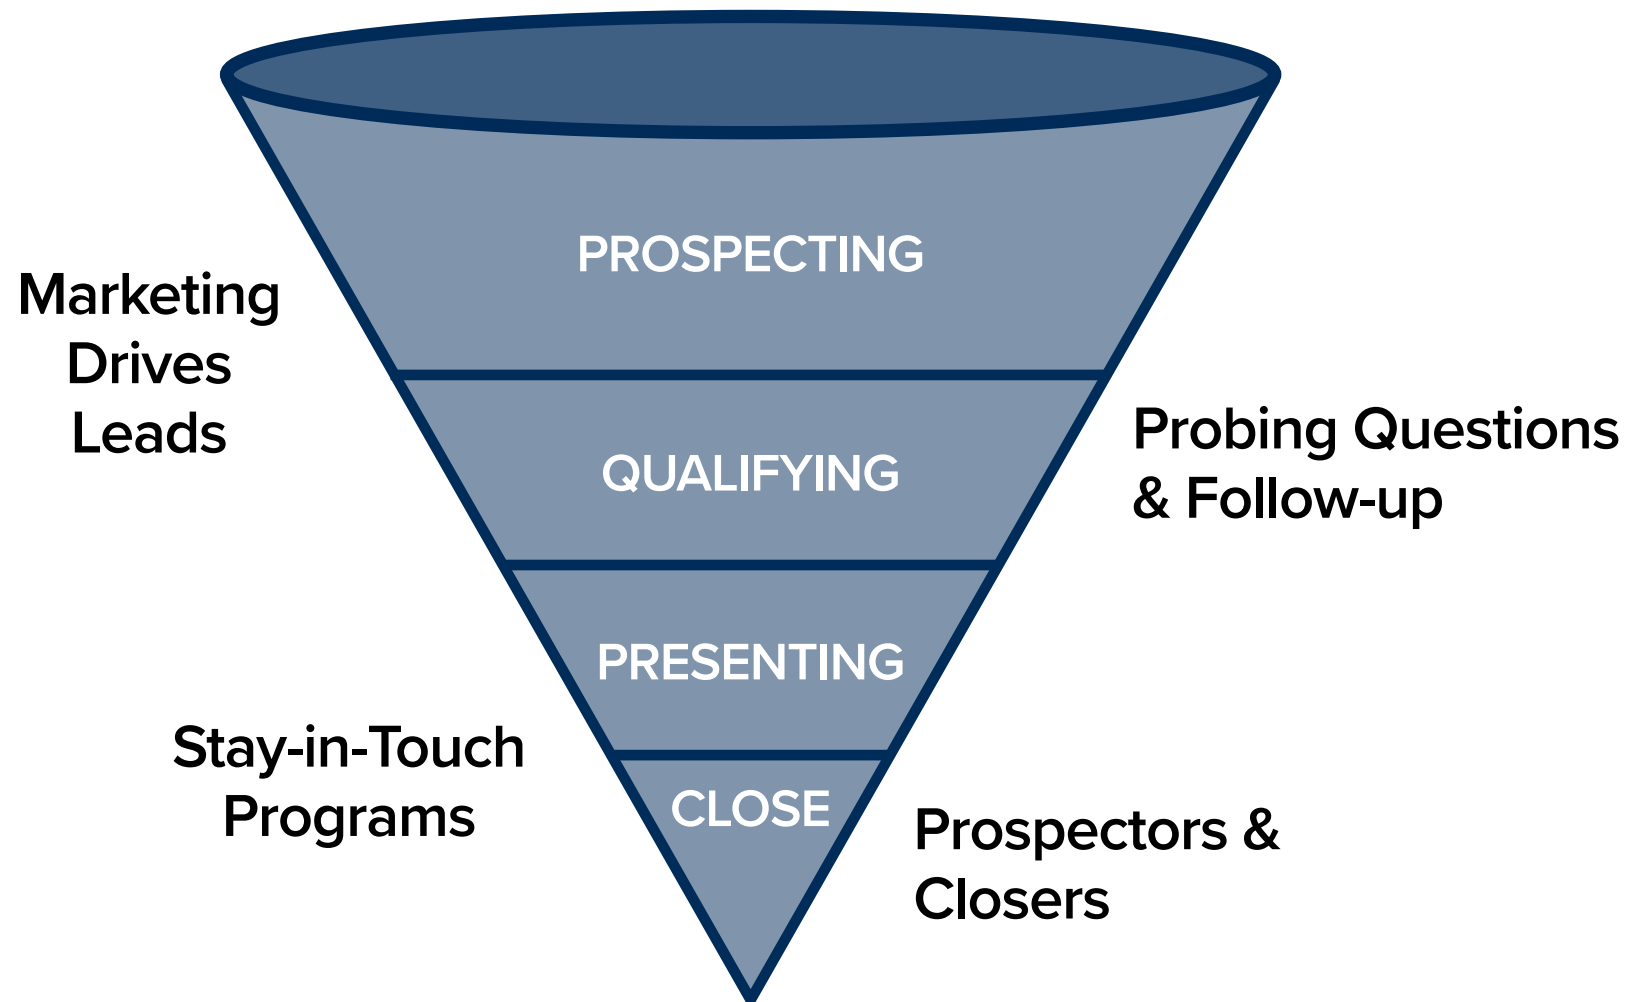 PROSPECTING
Marketing
Drives
Leads
QUALIFYING
Probing Questions
& Follow-up
PRESENTING
Stay-in-Touch
Programs
CLOSE
Prospectors &
Closers